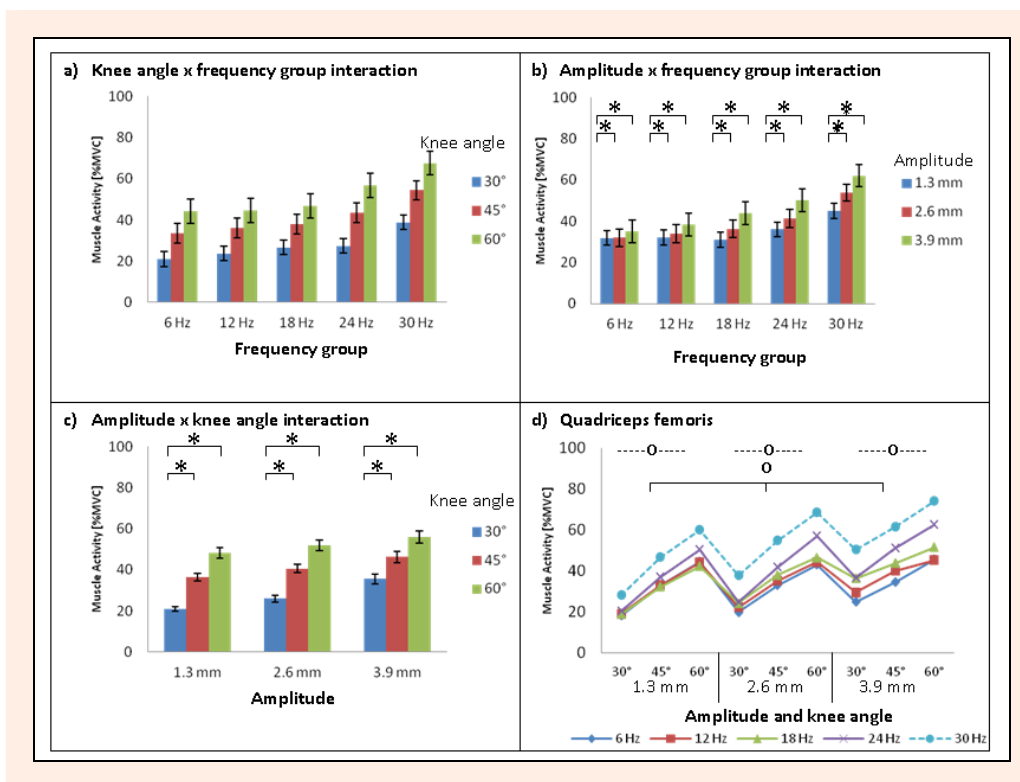 a) Knee angle x frequency group interaction
100
80
60
40
20
0
Muscle Activity [%MVC]
Knee angle
30°
45°
60°
6 Hz 12 Hz 18 Hz 24 Hz 30 Hz
Frequency group
b) Amplitude x frequency group interaction
100
80
60
40
20
0
Muscle Activity [%MVC]
* * * * *
* * * * *
Amplitude
1.3 mm
2.6 mm
3.9 mm
6 Hz 12 Hz 18 Hz 24 Hz 30 Hz
Frequency group
c) Amplitude x knee angle interaction
100
80
60
40
20
0
Muscle Activity [%MVC]
* * *
* * *
Knee angle
30°
45°
60°
1.3 mm 2.6 mm 3.9 mm
Amplitude
d) Quadriceps femoris
100
80
60
40
20
0
Muscle Activity [%MVC]
-----o----- -----o----- -----o-----
o
30° 45° 60° 30° 45° 60° 30° 45° 60°
1.3 mm 2.6 mm 3.9 mm
Amplitude and knee angle
6 Hz 12 Hz 18 Hz 24 Hz 30 Hz